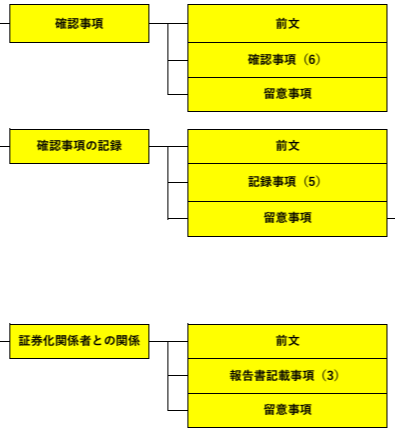 確認事項
前文
確認事項（6）
留意事項
確認事項の記録
前文
記録事項（5）
留意事項
証券化関係者との関係
前文
報告書記載事項（3）
留意事項